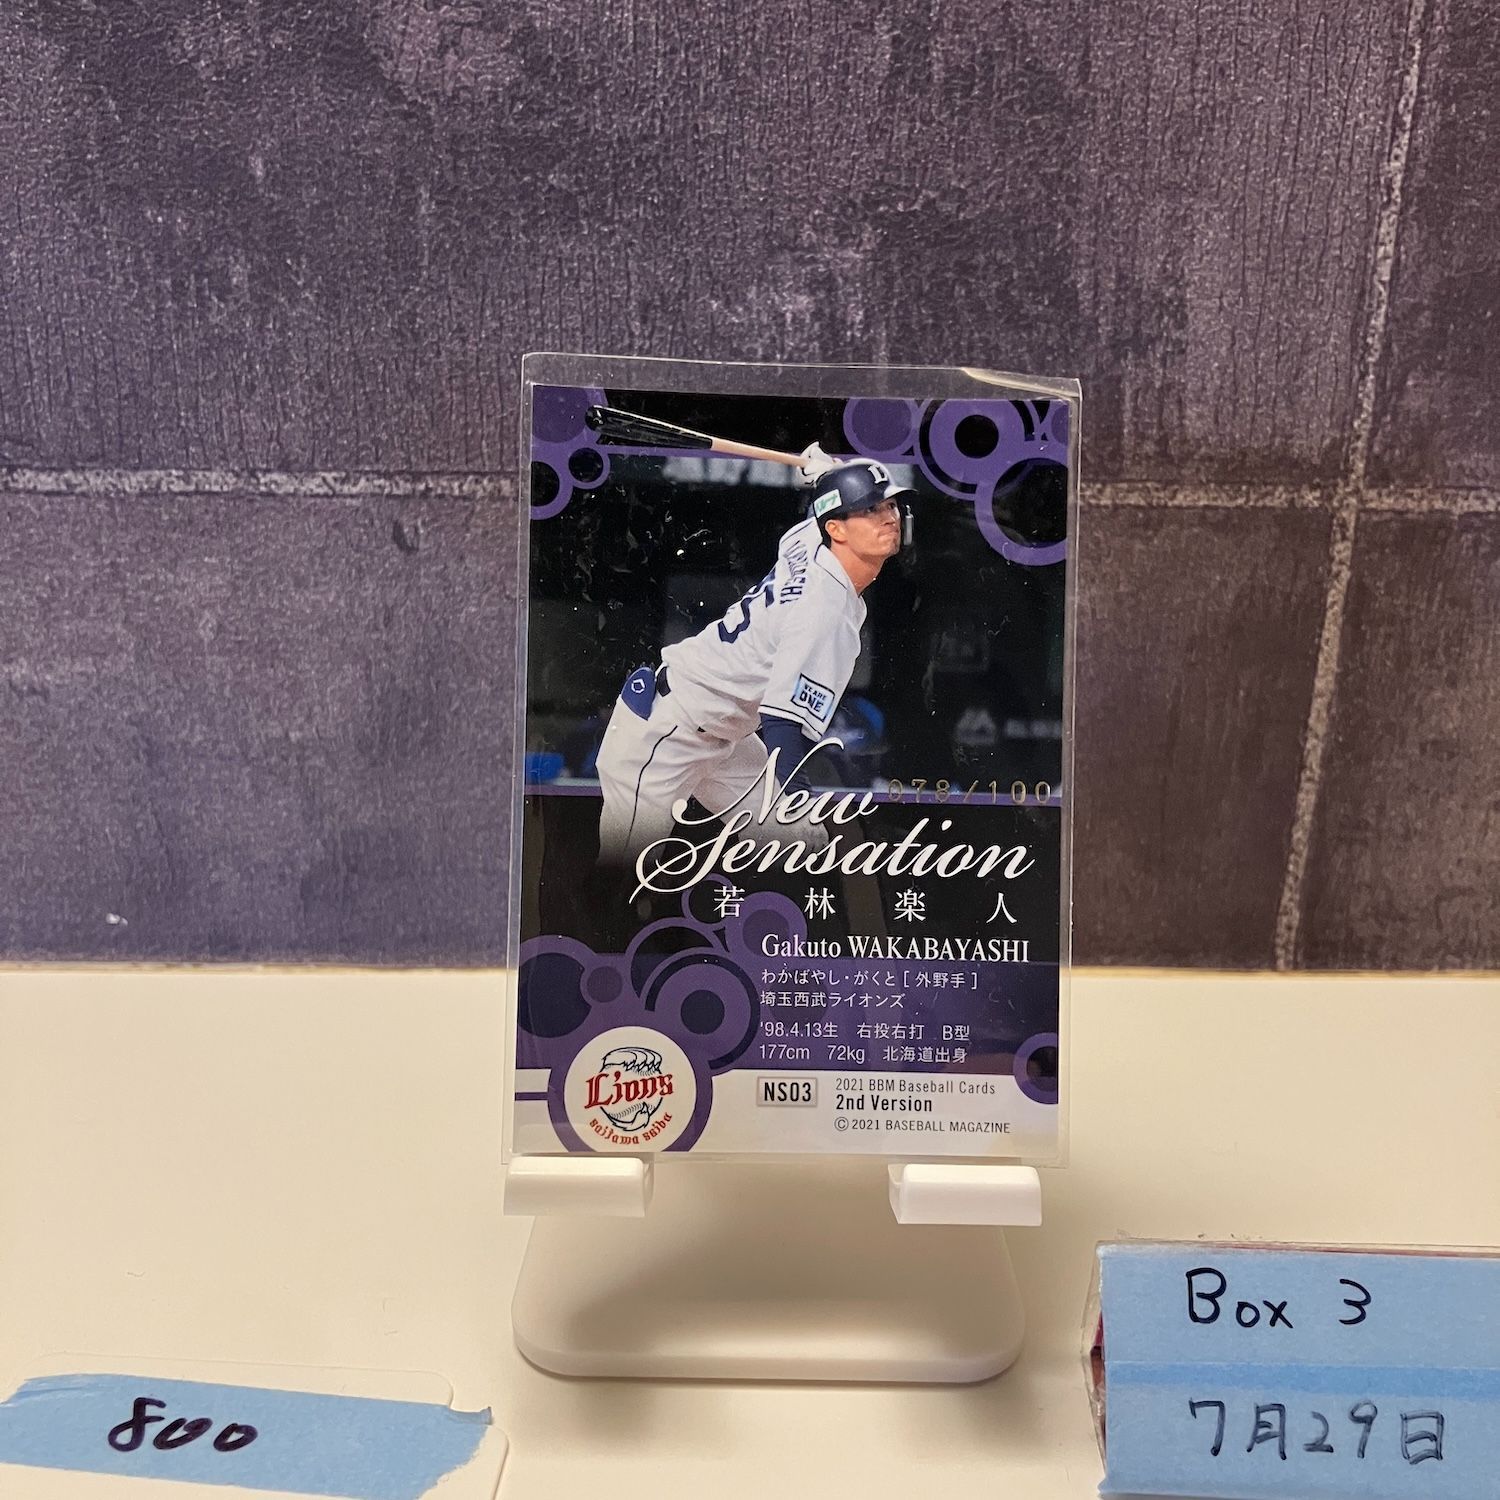 WE ARE
ONE
New
078/100
Sensation
若林楽人
Gakuto WAKABAYASHI
わかばやし・がくと [ 外野手 ]
埼玉西武ライオンズ
'98.4.13生 右投右打 B型
177cm 72kg 北海道出身
Lions
saitama seibu
NS03
2021 BBM Baseball Cards
2nd Version
©2021 BASEBALL MAGAZINE
800
Box 3
7月29日